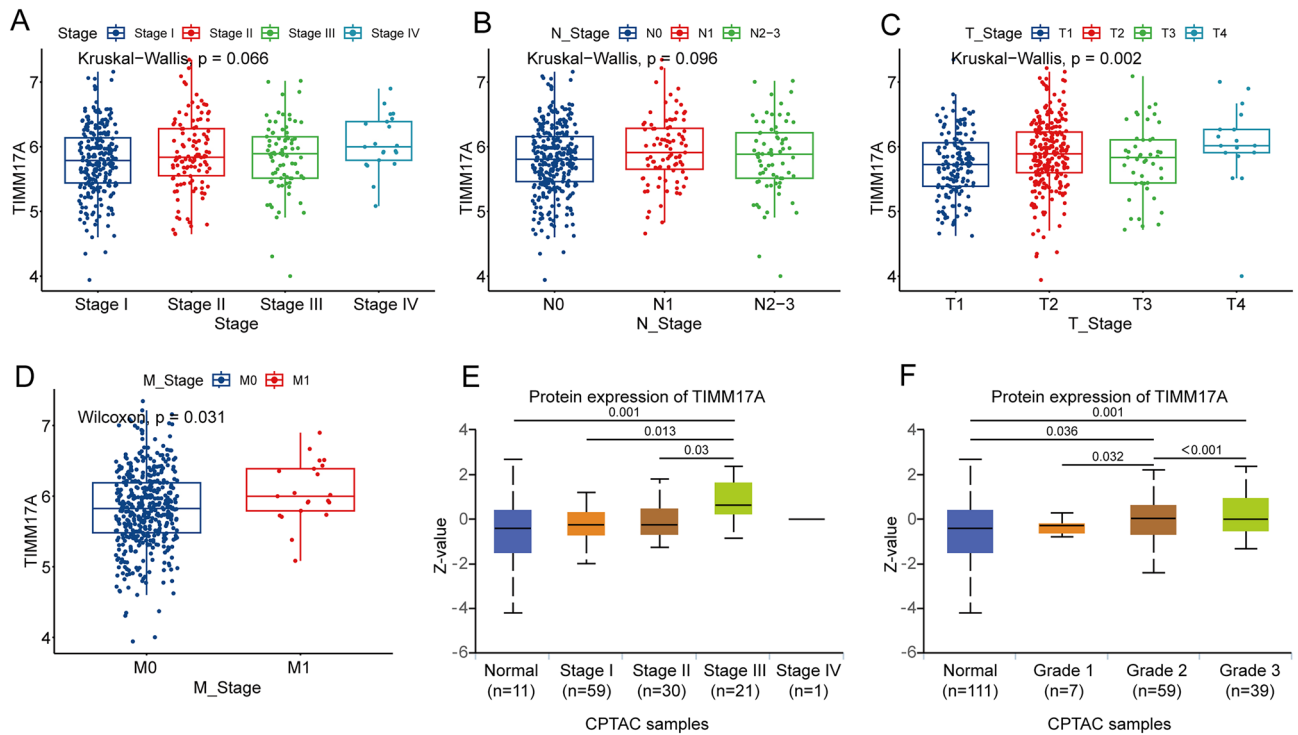 A
Stage Stage I Stage II Stage III Stage IV
Kruskal−Wallis, p = 0.066
TIMM17A
7
6
5
4
Stage I Stage II Stage III Stage IV
Stage
B
N_Stage N0 N1 N2−3
Kruskal−Wallis, p = 0.096
TIMM17A
7
6
5
4
N0 N1 N2−3
N_Stage
C
T_Stage T1 T2 T3 T4
Kruskal−Wallis, p = 0.002
TIMM17A
7
6
5
4
T1 T2 T3 T4
T_Stage
D
M_Stage M0 M1
Wilcoxon, p = 0.031
TIMM17A
7
6
5
4
M0 M1
M_Stage
E
Protein expression of TIMM17A
0.001
0.013
0.03
Z-value
4
2
0
-2
-4
-6
Normal Stage I Stage II Stage III Stage IV
(n=11) (n=59) (n=30) (n=21) (n=1)
CPTAC samples
F
Protein expression of TIMM17A
0.001
0.036
0.032 <0.001
Z-value
4
2
0
-2
-4
-6
Normal Grade 1 Grade 2 Grade 3
(n=111) (n=7) (n=59) (n=39)
CPTAC samples